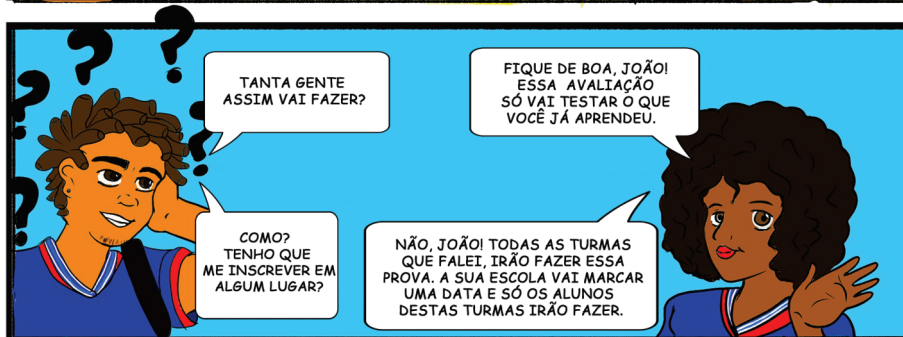 TANTA GENTE
ASSIM VAI FAZER?
FIQUE DE BOA, JOÃO!
ESSA AVALIAÇÃO
SÓ VAI TESTAR O QUE
VOCÊ JÁ APRENDEU.
COMO?
TENHO QUE
ME INSCREVER EM
ALGUM LUGAR?
NÃO, JOÃO! TODAS AS TURMAS
QUE FALEI, IRÃO FAZER ESSA
PROVA. A SUA ESCOLA VAI MARCAR
UMA DATA E SÓ OS ALUNOS
DESTAS TURMAS IRÃO FAZER.